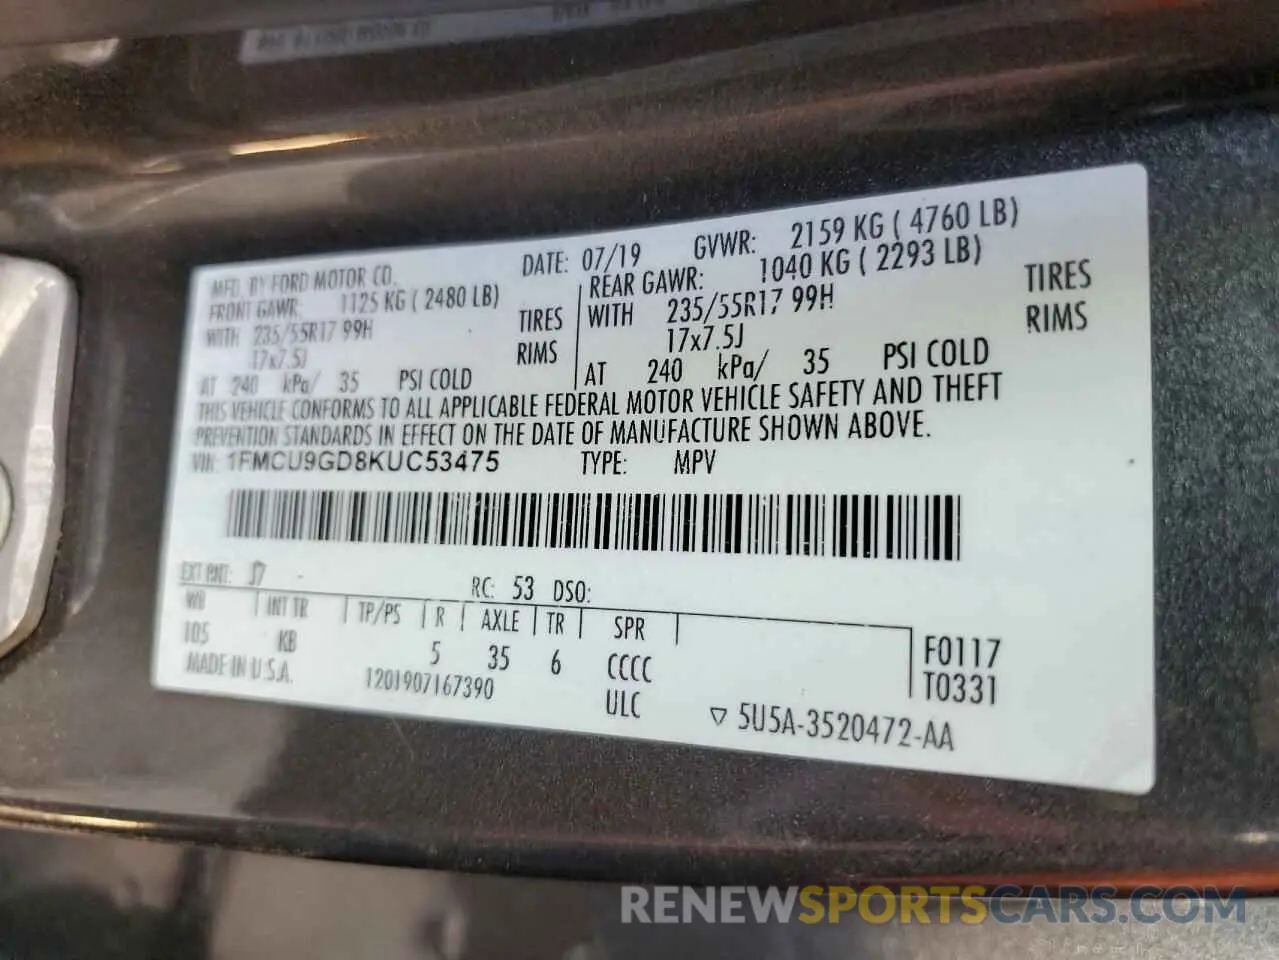 MFD. BY FORD MOTOR CO. DATE: 07/19 GVWR: 2159 KG ( 4760 LB)
FRONT GAWR: 1125 KG ( 2480 LB) REAR GAWR: 1040 KG ( 2293 LB)
WITH 235/55R17 99H TIRES WITH 235/55R17 99H TIRES
17x7.5J RIMS 17x7.5J RIMS
AT 240 kPa/ 35 PSI COLD AT 240 kPa/ 35 PSI COLD
THIS VEHICLE CONFORMS TO ALL APPLICABLE FEDERAL MOTOR VEHICLE SAFETY AND THEFT
PREVENTION STANDARDS IN EFFECT ON THE DATE OF MANUFACTURE SHOWN ABOVE.
VIN: 1FMCU9GD8KUC53475 TYPE: MPV
EXT PNT: J7 RC: 53 DSO:
WB INT TR TP/PS R AXLE TR SPR
105 KB 5 35 6 CCCC F0117
MADE IN U.S.A. 1201907167390 ULC T0331
▽ 5U5A-3520472-AA
RENEWSPORTSCARS.COM